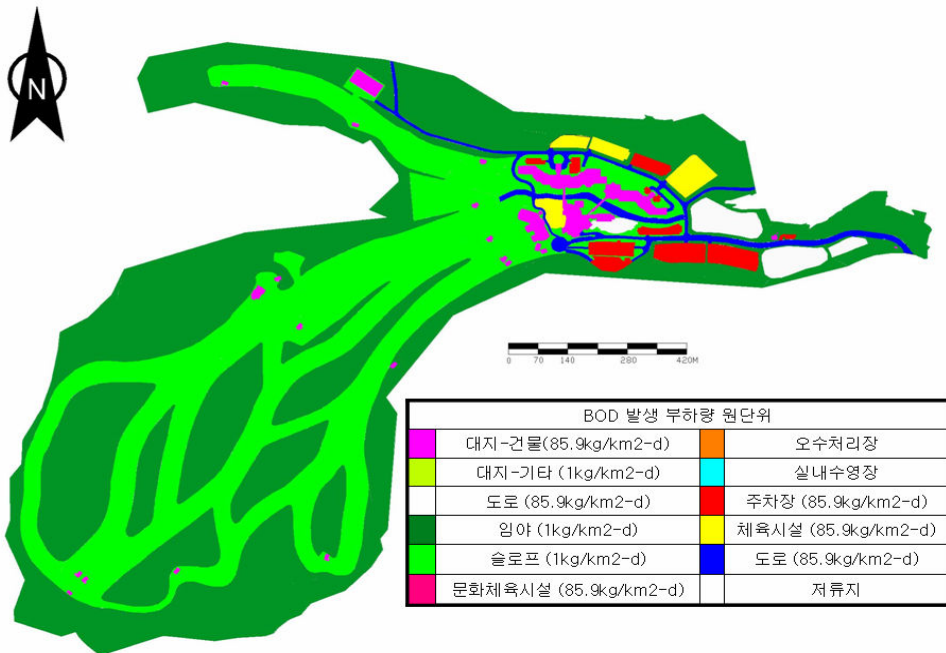 N
0 70 140 280 420M
BOD 발생 부하량 원단위
대지-건물(85.9kg/km2-d) 오수처리장
대지-기타 (1kg/km2-d) 실내수영장
도로 (85.9kg/km2-d) 주차장 (85.9kg/km2-d)
임야 (1kg/km2-d) 체육시설 (85.9kg/km2-d)
슬로프 (1kg/km2-d) 도로 (85.9kg/km2-d)
문화체육시설 (85.9kg/km2-d) 저류지